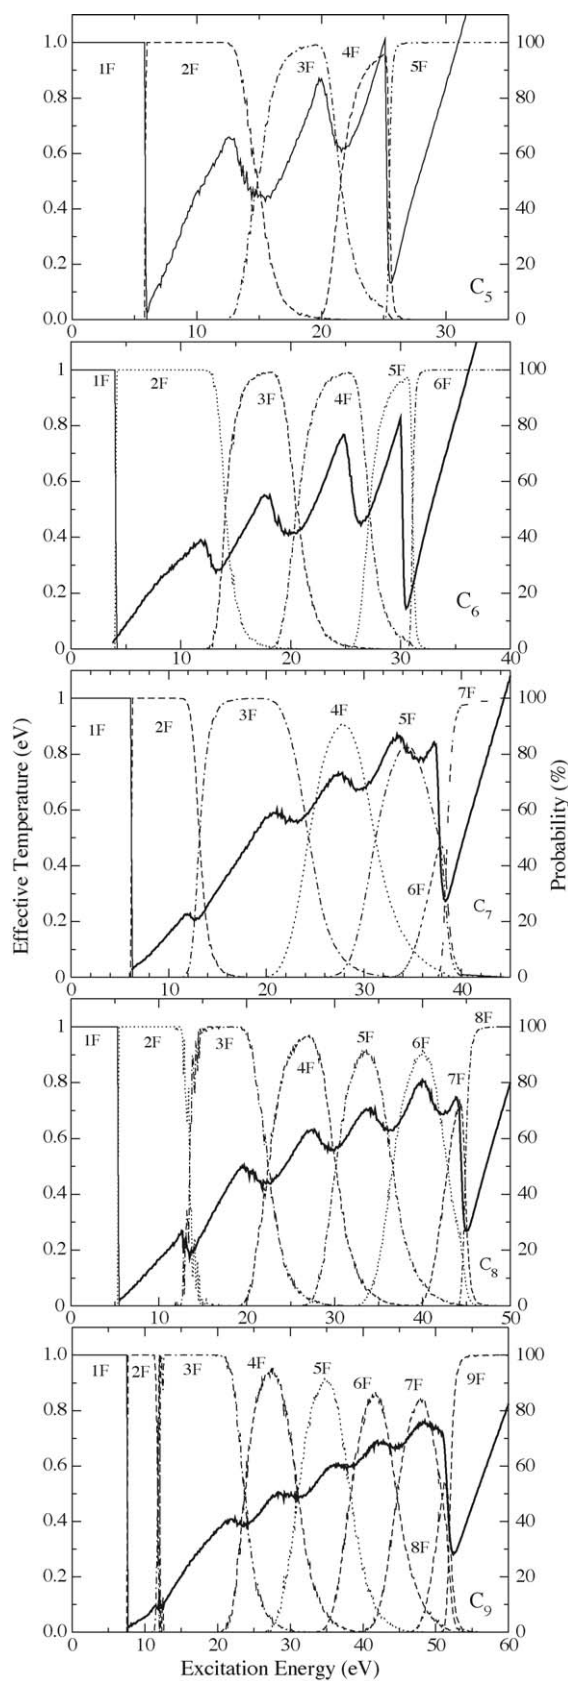 1.0 1F 2F 3F 4F 5F 100
0.8 80
0.6 60
0.4 40
0.2 20
C5
0.0 0
0 10 20 30
1 1F 2F 3F 4F 5F 6F 100
0.8 80
0.6 60
0.4 40
0.2 20
C6
0 0
0 10 20 30 40
1 1F 2F 3F 4F 5F 7F 100
0.8 80
0.6 60
0.4 40
6F
0.2 20
C7
0 0
0 10 20 30 40
Effective Temperature (eV)
Probability (%)
1 1F 2F 3F 4F 5F 6F 7F 8F 100
0.8 80
0.6 60
0.4 40
0.2 20
C8
0 0
0 10 20 30 40 50
1.0 1F 2F 3F 4F 5F 6F 7F 9F 100
0.8 80
0.6 60
0.4 40
8F
0.2 20
C9
0.0 0
0 10 20 30 40 50 60
Excitation Energy (eV)